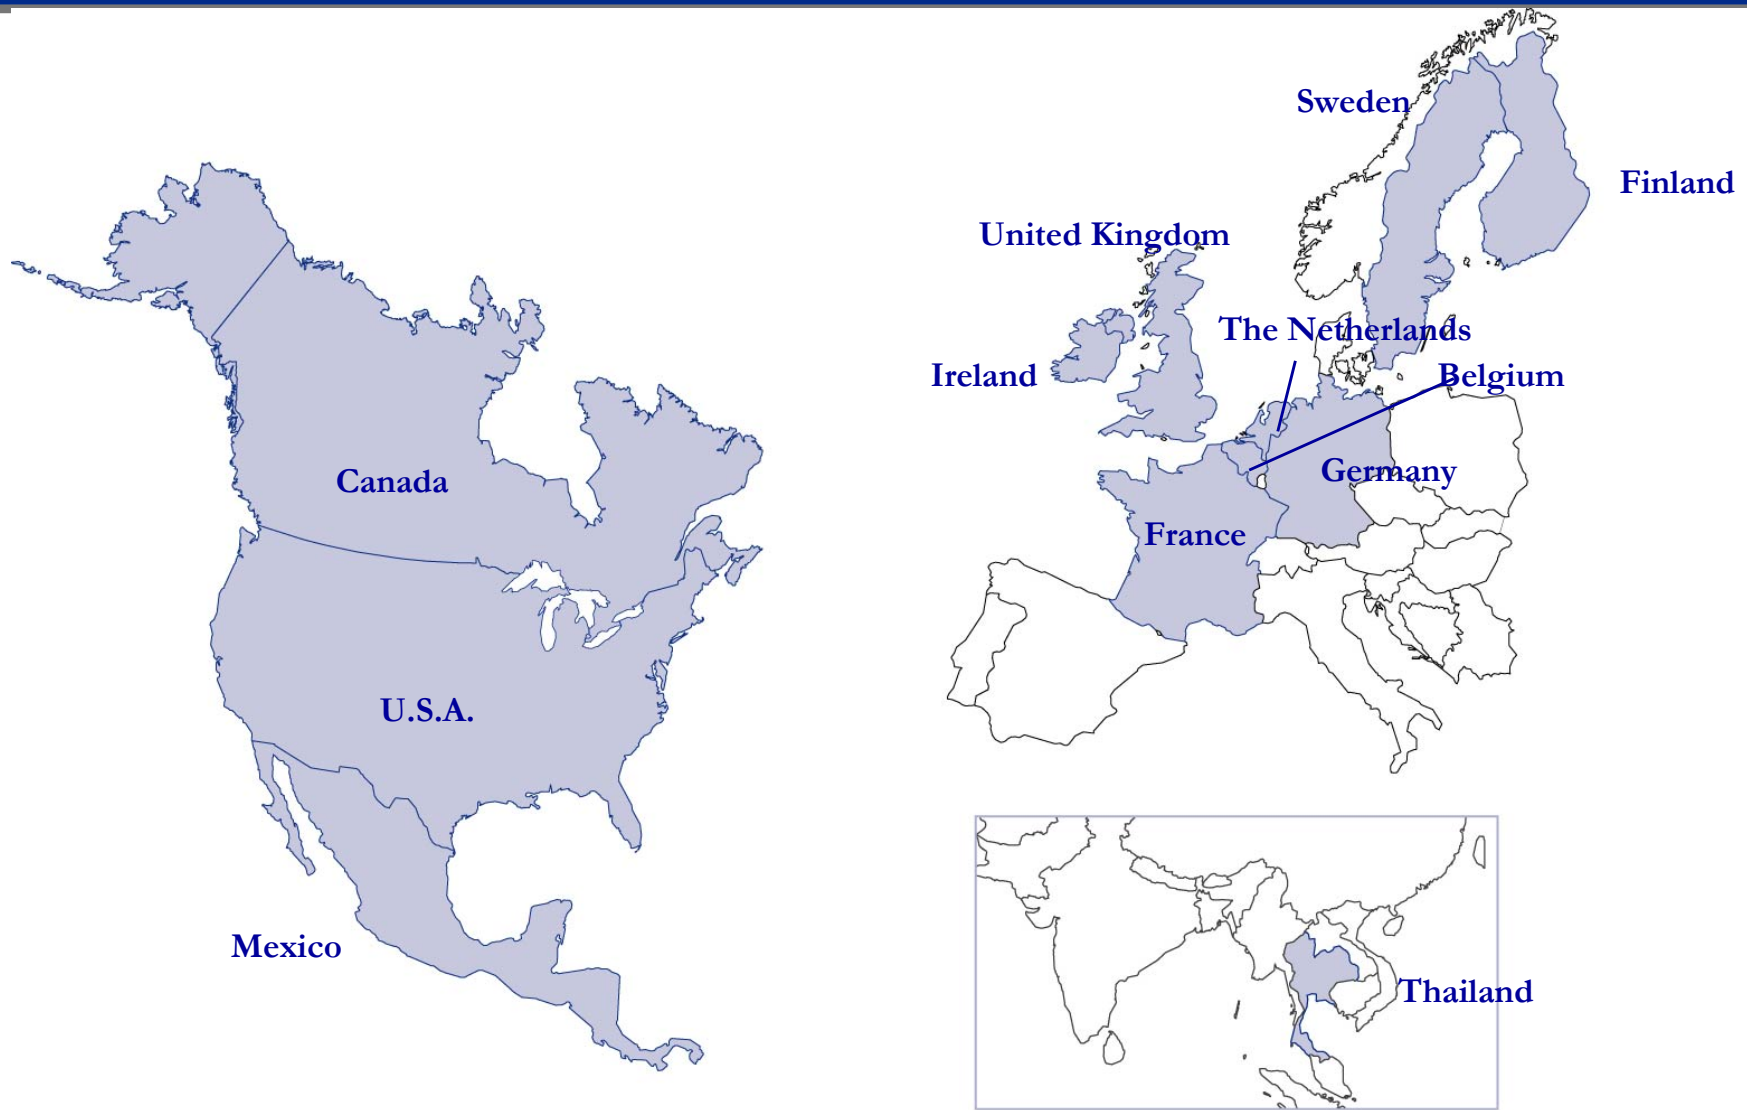 Sweden
Finland
United Kingdom
The Netherlands
Ireland
Belgium
Canada
Germany
France
U.S.A.
Mexico
Thailand